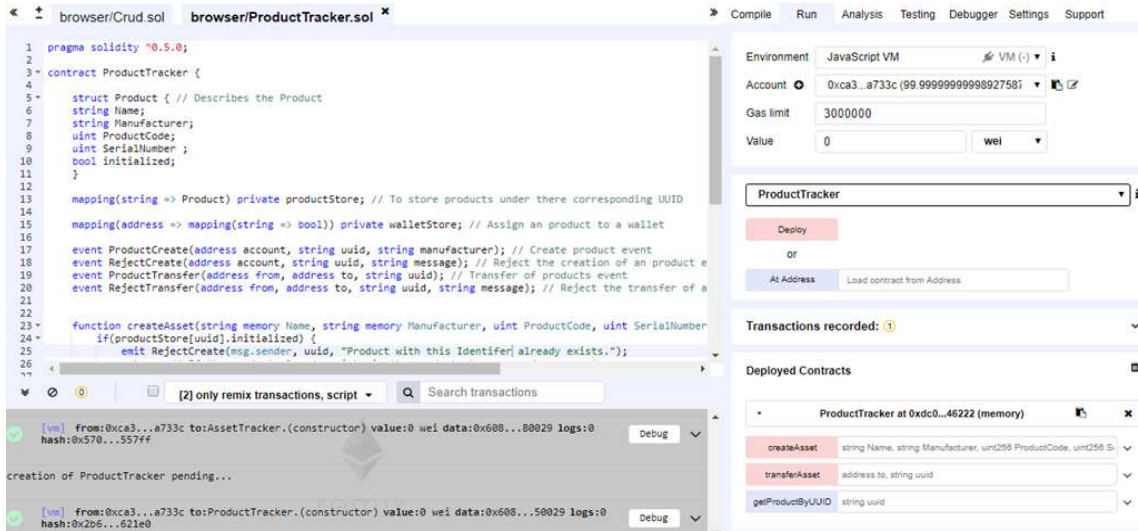 browser/Crud.sol browser/ProductTracker.sol
Compile Run Analysis Testing Debugger Settings Support
1 pragma solidity ^0.5.0;
2
3 contract ProductTracker {
4
5 struct Product { // Describes the Product
6 string Name;
7 string Manufacturer;
8 uint ProductCode;
9 uint SerialNumber ;
10 bool initialized;
11 }
12
13 mapping(string => Product) private productStore; // To store products under there corresponding UUID
14
15 mapping(address => mapping(string => bool)) private walletStore; // Assign an product to a wallet
16
17 event ProductCreate(address account, string uuid, string manufacturer); // Create product event
18 event RejectCreate(address account, string uuid, string message); // Reject the creation of an product e
19 event ProductTransfer(address from, address to, string uuid); // Transfer of products event
20 event RejectTransfer(address from, address to, string uuid, string message); // Reject the transfer of a
21
22
23 function createAsset(string memory Name, string memory Manufacturer, uint ProductCode, uint SerialNumber
24 if(productStore[uuid].initialized) {
25 emit RejectCreate(msg.sender, uuid, "Product with this Identifer already exists.");
26
27
0 [2] only remix transactions, script Search transactions
[vm] from:0xca3...a733c to:AssetTracker.(constructor) value:0 wei data:0x608...80029 logs:0
hash:0x570...557ff
Debug
creation of ProductTracker pending...
[vm] from:0xca3...a733c to:ProductTracker.(constructor) value:0 wei data:0x608...50029 logs:0
hash:0x2b6...621e0
Debug
Environment JavaScript VM VM (-) i
Account 0xca3...a733c (99.99999999998927587
Gas limit 3000000
Value 0 wei
ProductTracker i
Deploy
or
At Address Load contract from Address
Transactions recorded: 1
Deployed Contracts
ProductTracker at 0xdc0...46222 (memory)
createAsset string Name, string Manufacturer, uint256 ProductCode, uint256 S
transferAsset address to, string uuid
getProductByUUID string uuid